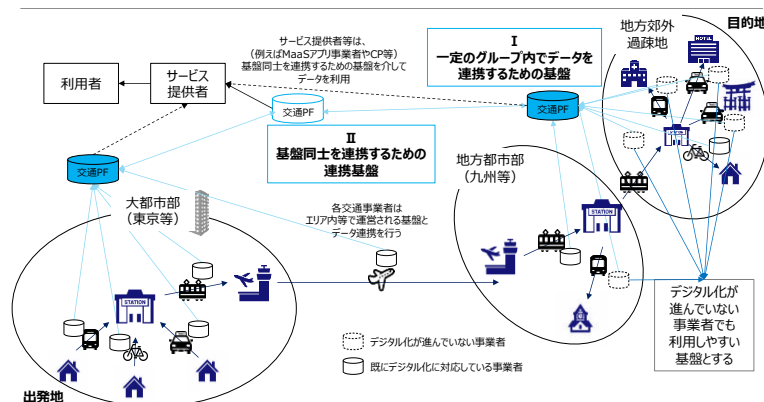 サービス提供者等は、
（例えばMaaSアプリ事業者やCP等）
基盤同士を連携するための基盤を介して
データを利用
Ⅰ
一定のグループ内でデータを
連携するための基盤
地方郊外
過疎地
目的地
HOTEL
利用者
サービス
提供者
交通PF
交通PF
交通PF
Ⅱ
基盤同士を連携するための
連携基盤
STATION
大都市部
（東京等）
各交通事業者は
エリア内等で運営される基盤と
データ連携を行う
地方都市部
（九州等）
STATION
STATION
デジタル化が
進んでいない
事業者でも
利用しやすい
基盤とする
デジタル化が進んでいない事業者
既にデジタル化に対応している事業者
出発地